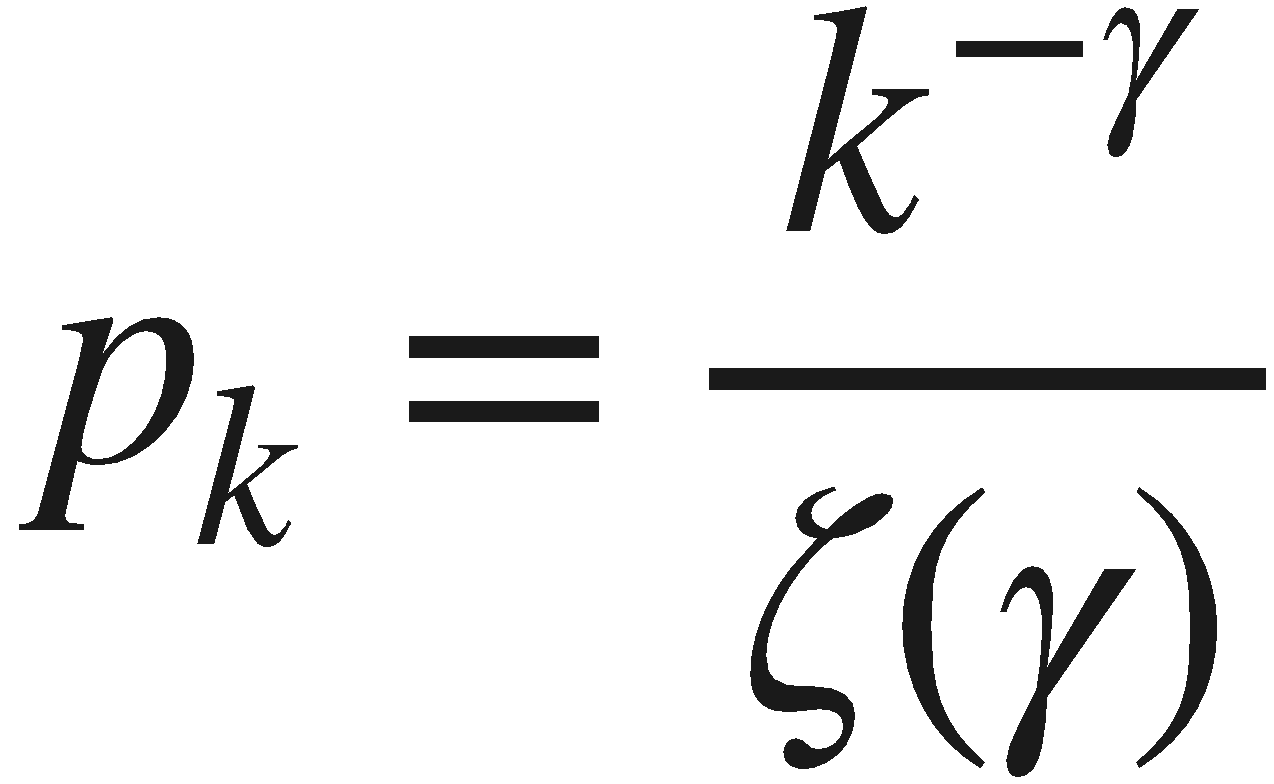 p_k = k^{-γ} / ζ(γ)